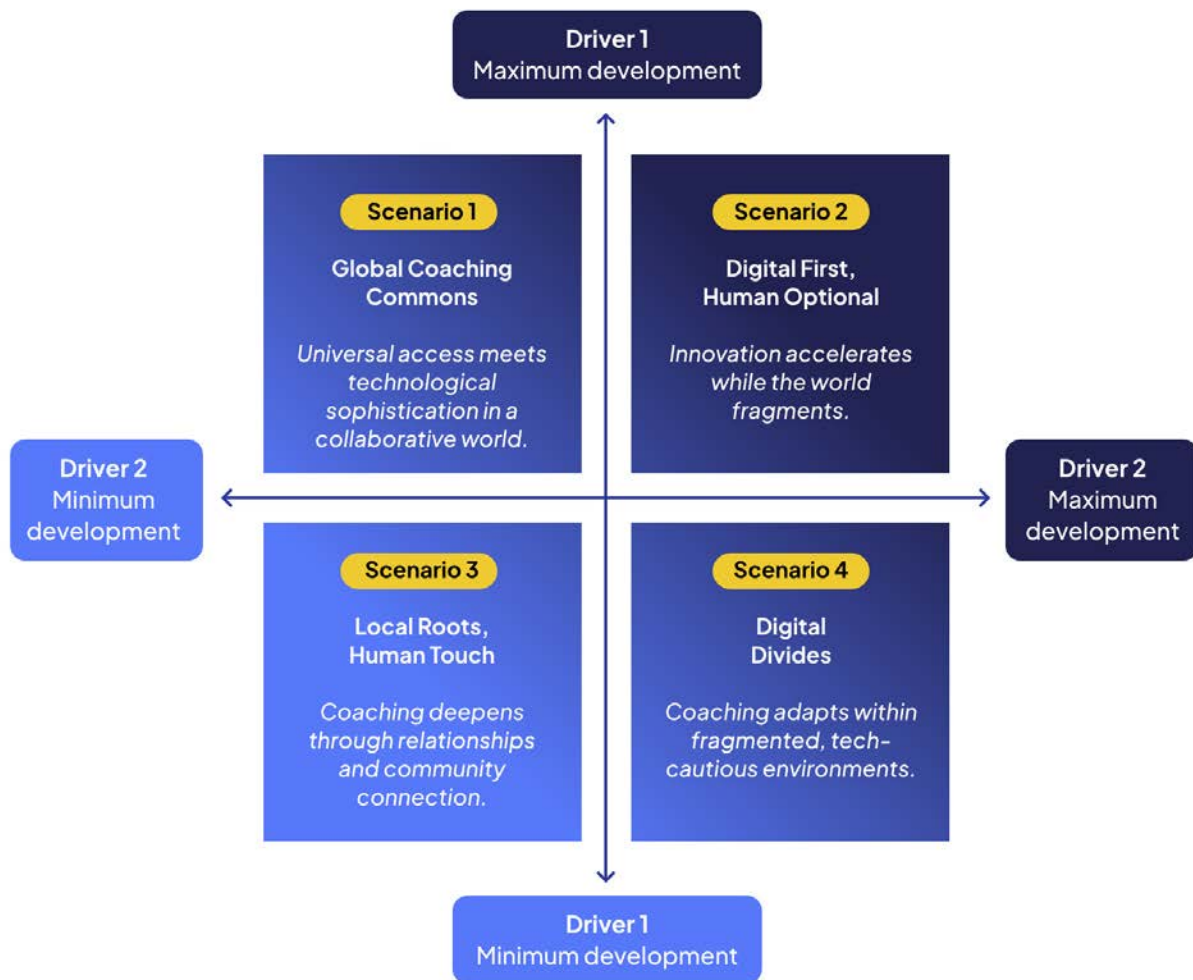 Driver 1
Maximum development
Scenario 1
Global Coaching
Commons
Universal access meets
technological
sophistication in a
collaborative world.
Scenario 2
Digital First,
Human Optional
Innovation accelerates
while the world
fragments.
Driver 2
Minimum
development
Driver 2
Maximum
development
Scenario 3
Local Roots,
Human Touch
Coaching deepens
through relationships
and community
connection.
Scenario 4
Digital
Divides
Coaching adapts within
fragmented, tech-
cautious environments.
Driver 1
Minimum development